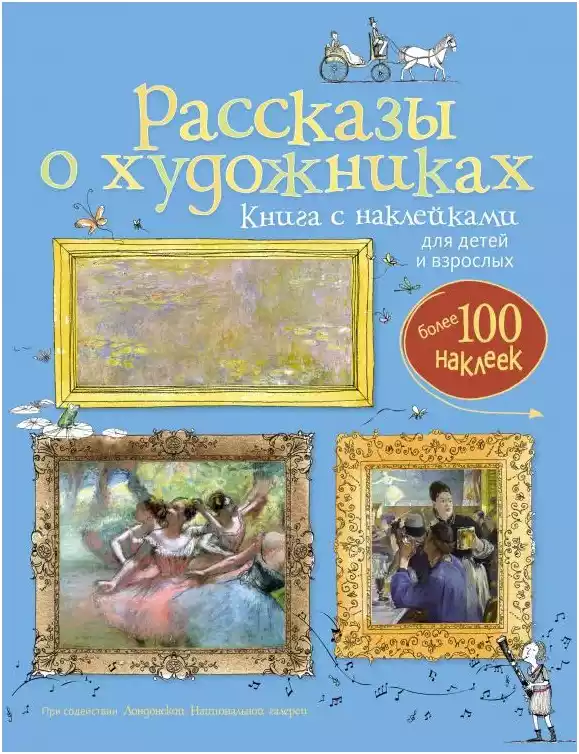 Рассказы
о художниках
Книга с наклейками
для детей
и взрослых
более 100
наклеек
При содействии Лондонской Национальной галереи